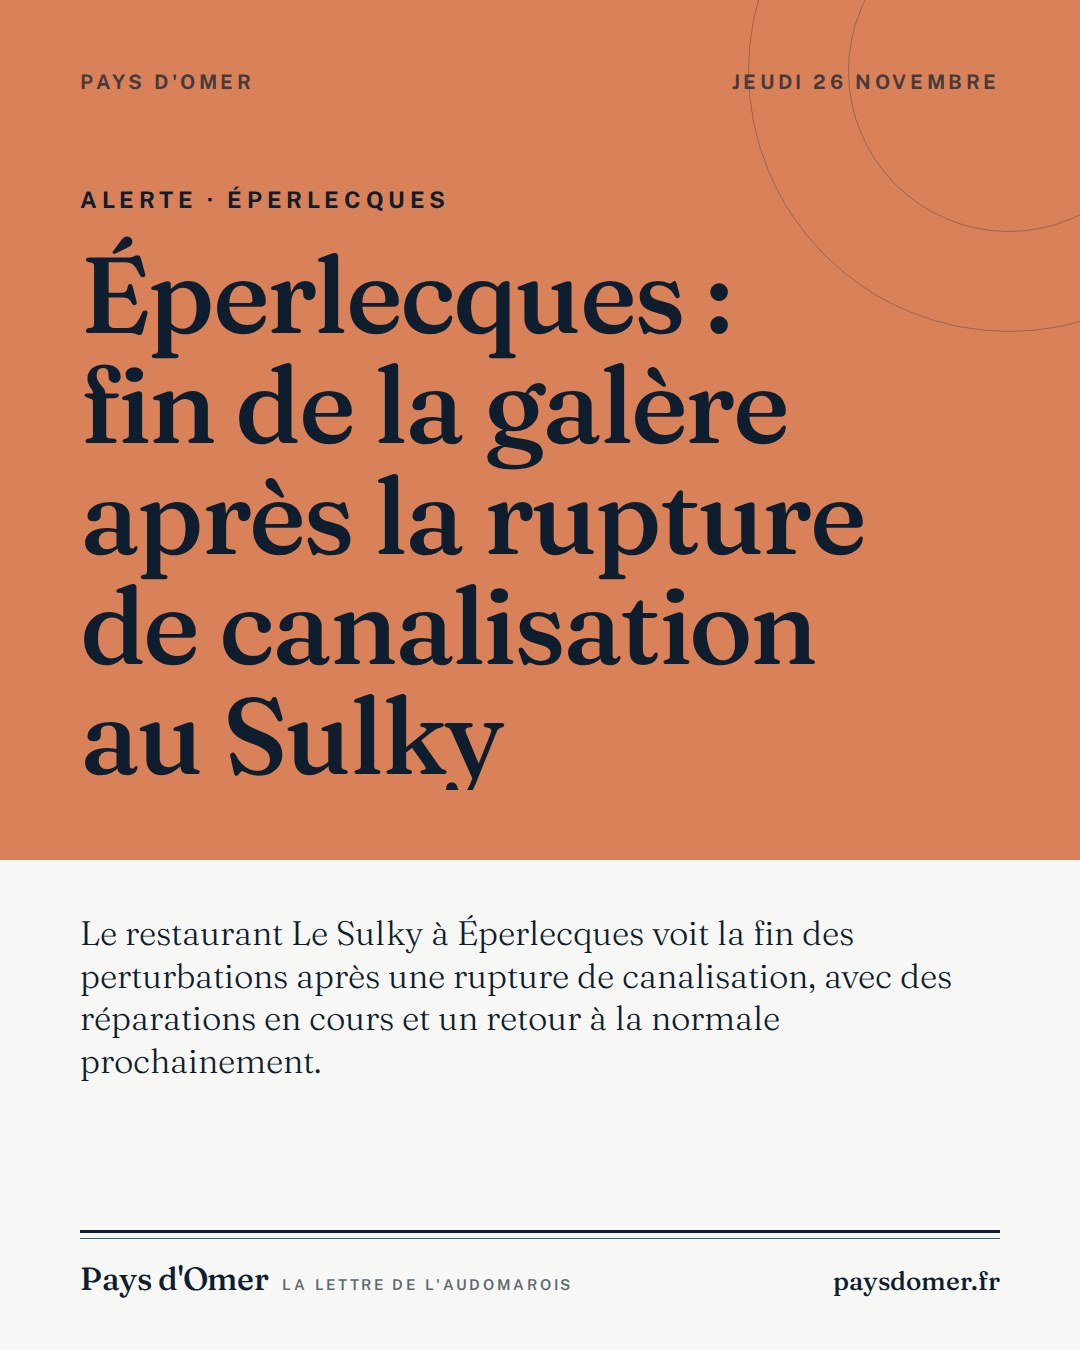 PAYS D'OMER
JEUDI 26 NOVEMBRE
ALERTE · ÉPERLECQUES
Éperlecques :
fin de la galère
après la rupture
de canalisation
au Sulky
Le restaurant Le Sulky à Éperlecques voit la fin des
perturbations après une rupture de canalisation, avec des
réparations en cours et un retour à la normale
prochainement.
Pays d'Omer LA LETTRE DE L'AUDOMAROIS
paysdomer.fr